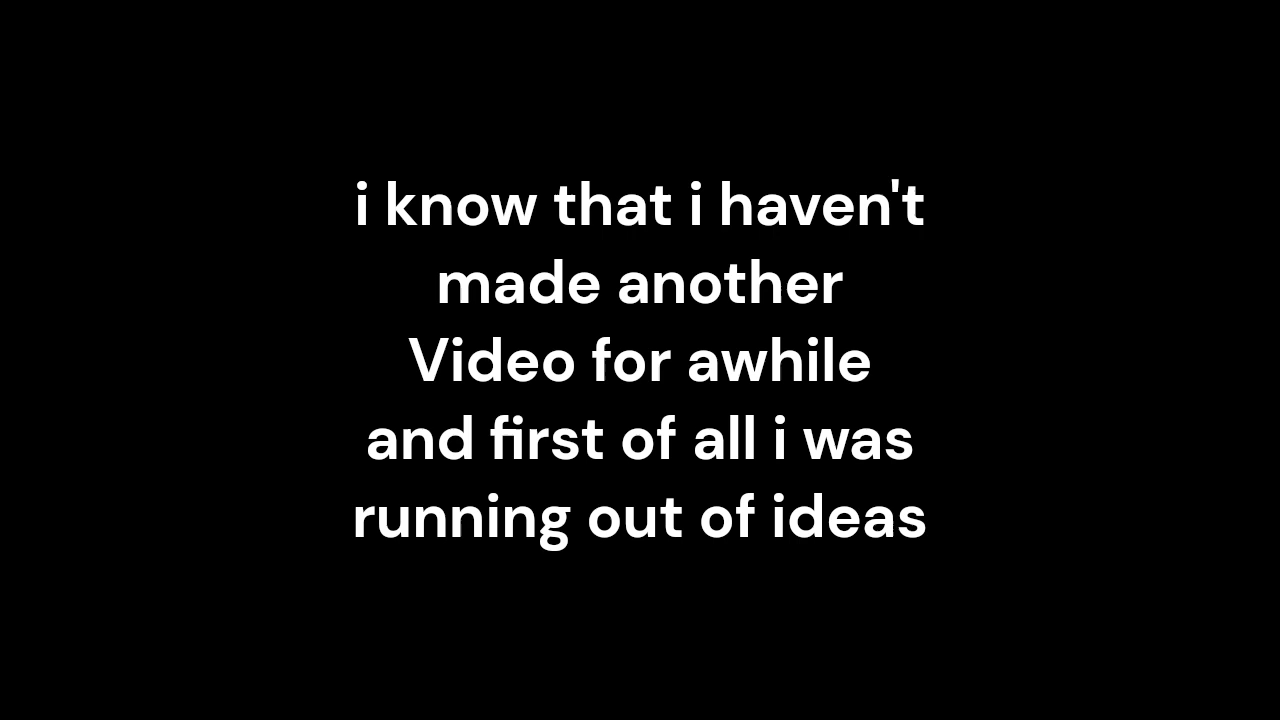 i know that i haven't
made another
Video for awhile
and first of all i was
running out of ideas